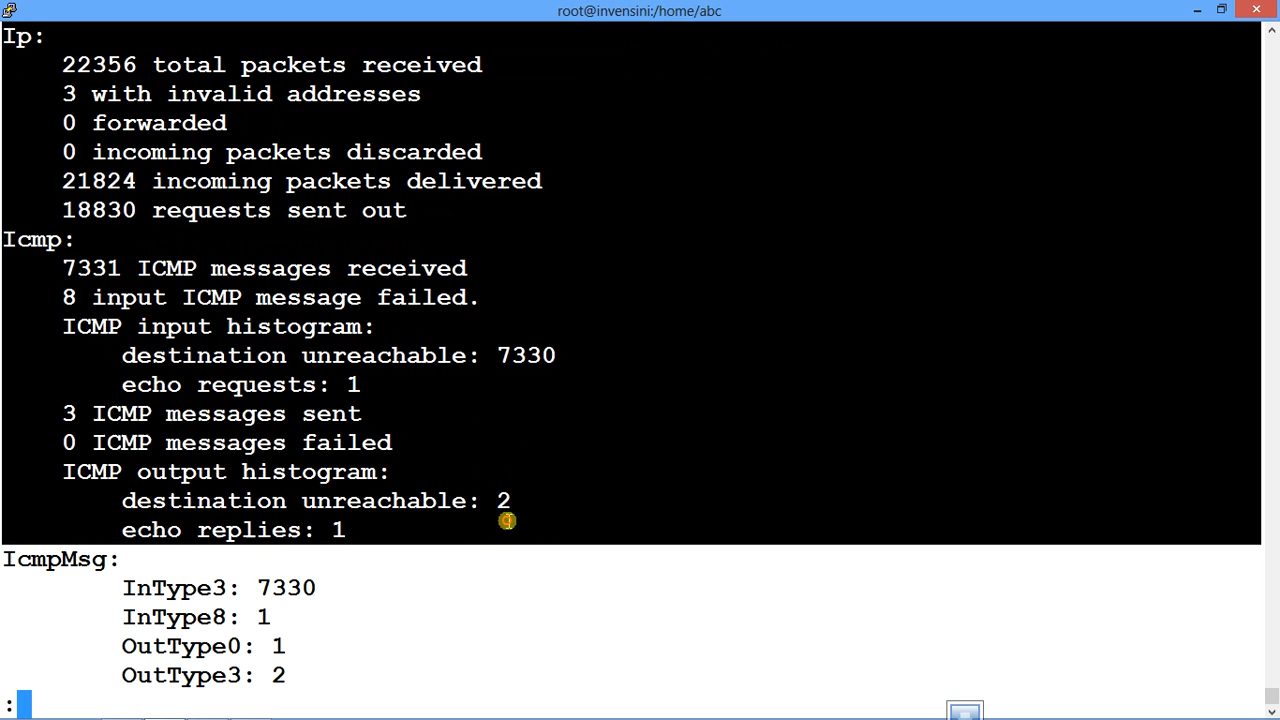 root@invensini:/home/abc
Ip:
22356 total packets received
3 with invalid addresses
0 forwarded
0 incoming packets discarded
21824 incoming packets delivered
18830 requests sent out
Icmp:
7331 ICMP messages received
8 input ICMP message failed.
ICMP input histogram:
destination unreachable: 7330
echo requests: 1
3 ICMP messages sent
0 ICMP messages failed
ICMP output histogram:
destination unreachable: 2
echo replies: 1
IcmpMsg:
InType3: 7330
InType8: 1
OutType0: 1
OutType3: 2
: